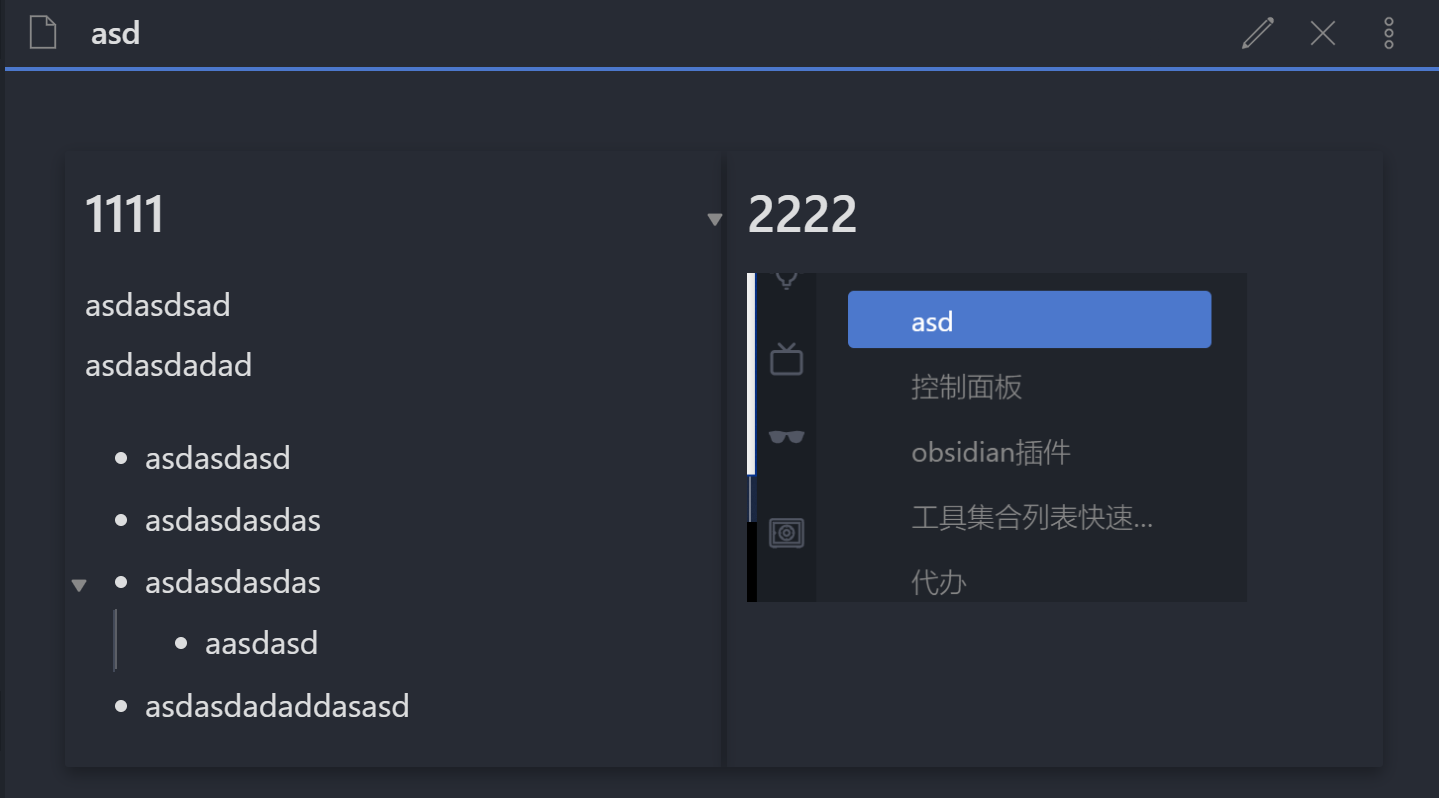 asd
1111
asdasdsad
asdasdadad
asdasdasd
asdasdasdas
asdasdasdas
aasdasd
asdasdadaddasasd
2222
asd
控制面板
obsidian插件
工具集合列表快速...
代办